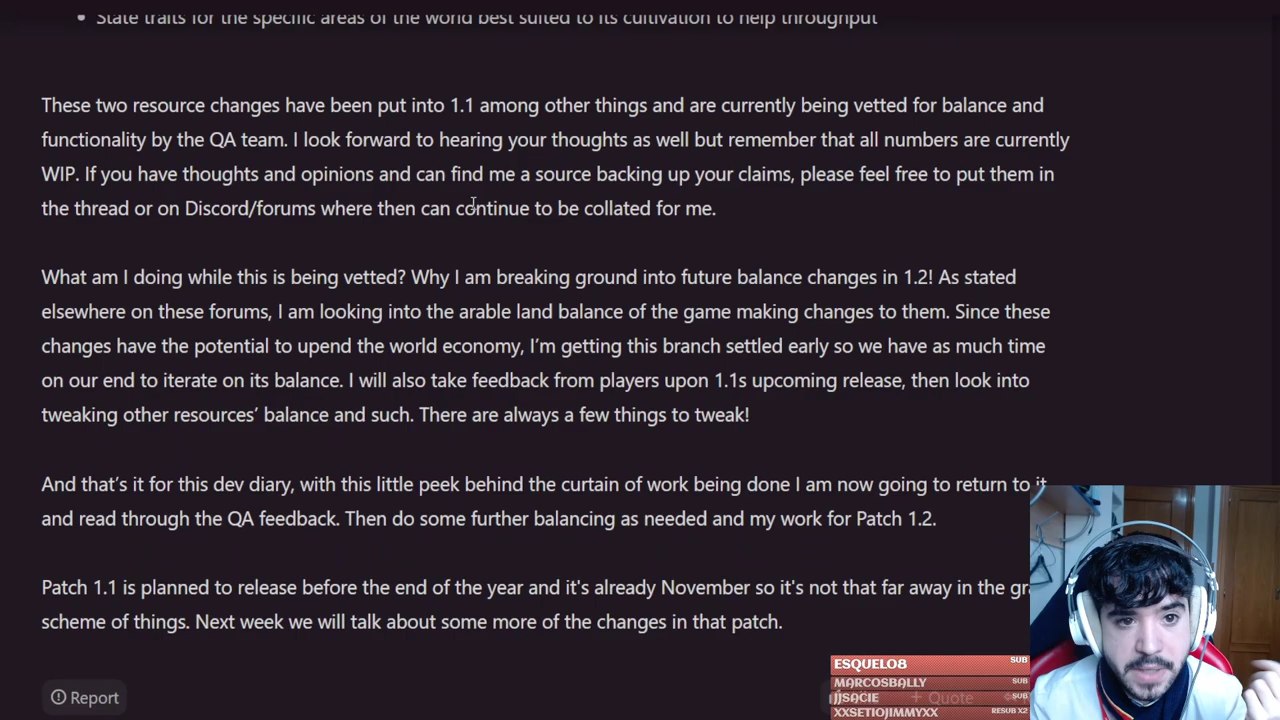 State traits for the specific areas of the world best suited to its cultivation to help throughput
These two resource changes have been put into 1.1 among other things and are currently being vetted for balance and
functionality by the QA team. I look forward to hearing your thoughts as well but remember that all numbers are currently
WIP. If you have thoughts and opinions and can find me a source backing up your claims, please feel free to put them in
the thread or on Discord/forums where then can continue to be collated for me.
What am I doing while this is being vetted? Why I am breaking ground into future balance changes in 1.2! As stated
elsewhere on these forums, I am looking into the arable land balance of the game making changes to them. Since these
changes have the potential to upend the world economy, I'm getting this branch settled early so we have as much time
on our end to iterate on its balance. I will also take feedback from players upon 1.1s upcoming release, then look into
tweaking other resources' balance and such. There are always a few things to tweak!
And that's it for this dev diary, with this little peek behind the curtain of work being done I am now going to return to it
and read through the QA feedback. Then do some further balancing as needed and my work for Patch 1.2.
Patch 1.1 is planned to release before the end of the year and it's already November so it's not that far away in the
scheme of things. Next week we will talk about some more of the changes in that patch.
ESQUELO8 SUB
MARCOSBALLY SUB
JJSACIE SUB
XXSETIOJIMMYXX RESUB X2
Report
+ Quote